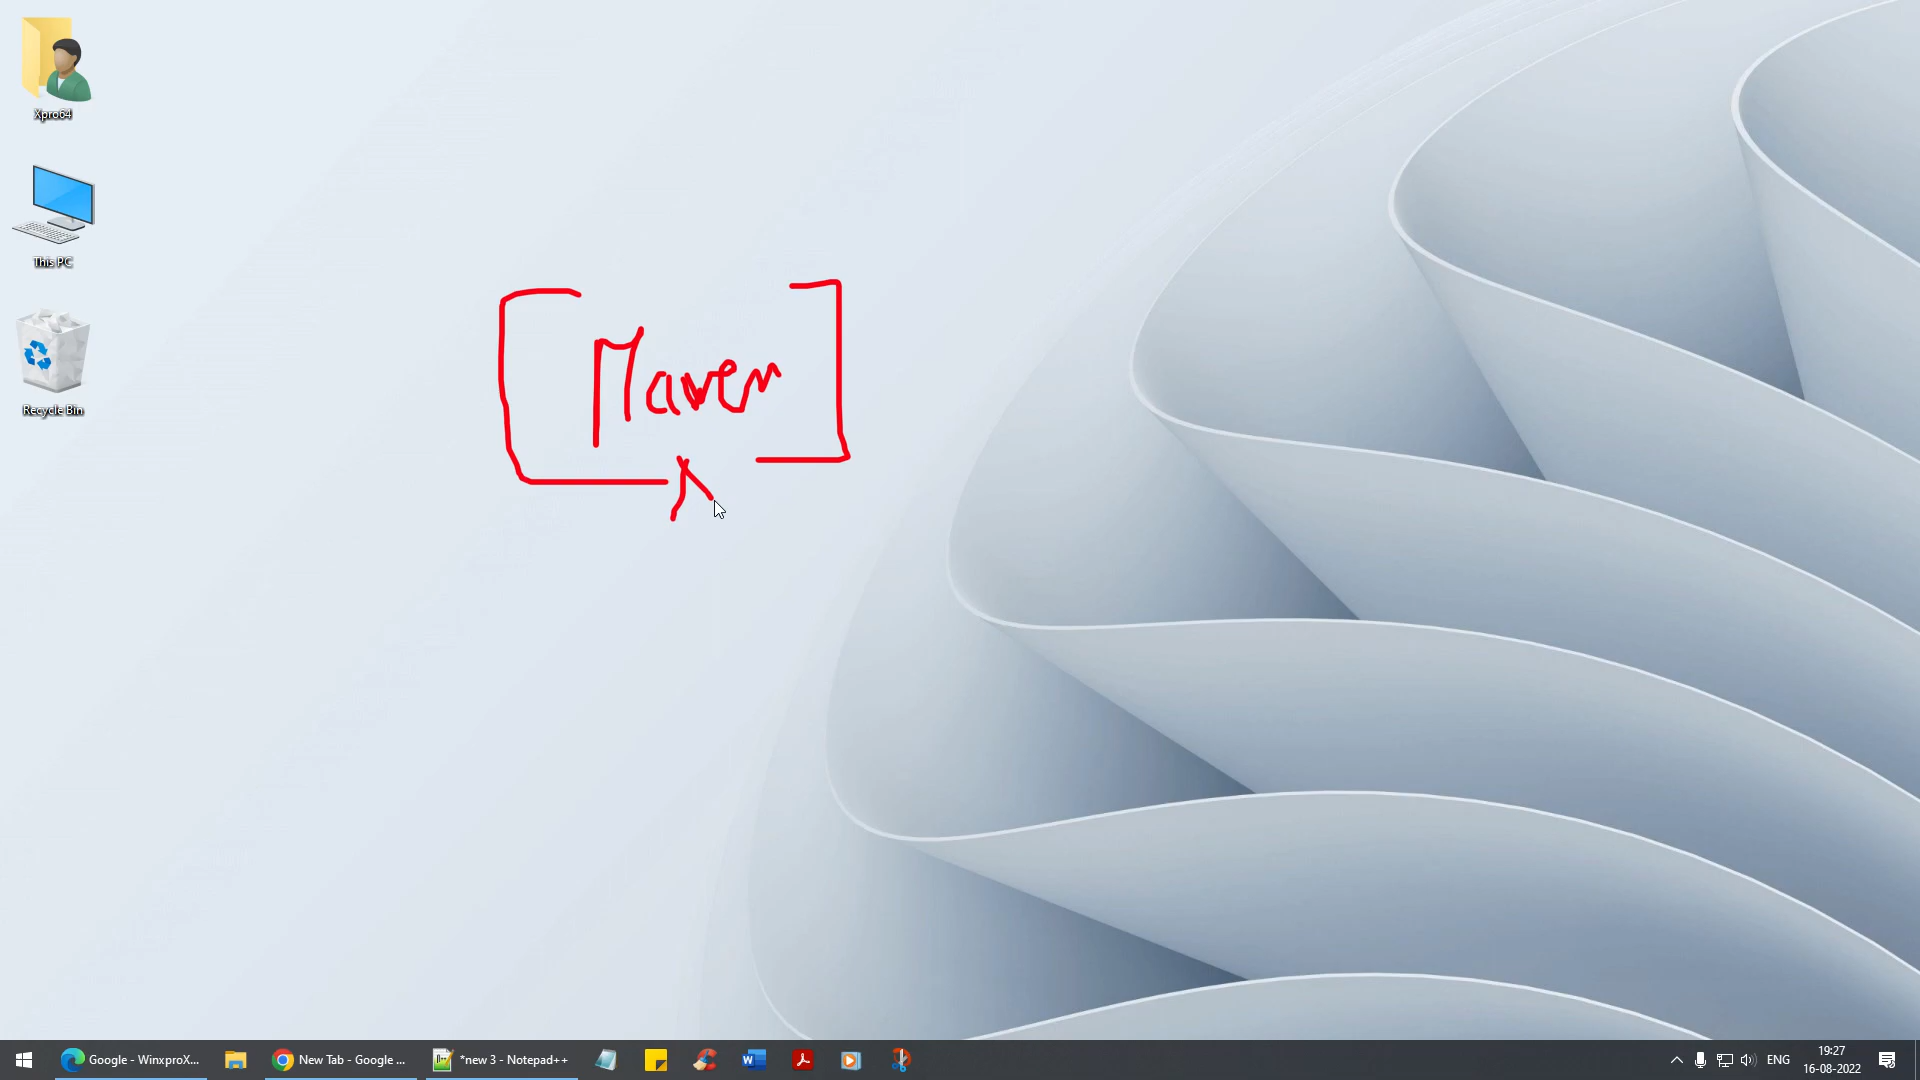 Xpro64
This PC
Recycle Bin
Maven
Google - WinxproX...
New Tab - Google ...
*new 3 - Notepad++
ENG
19:27
16-08-2022